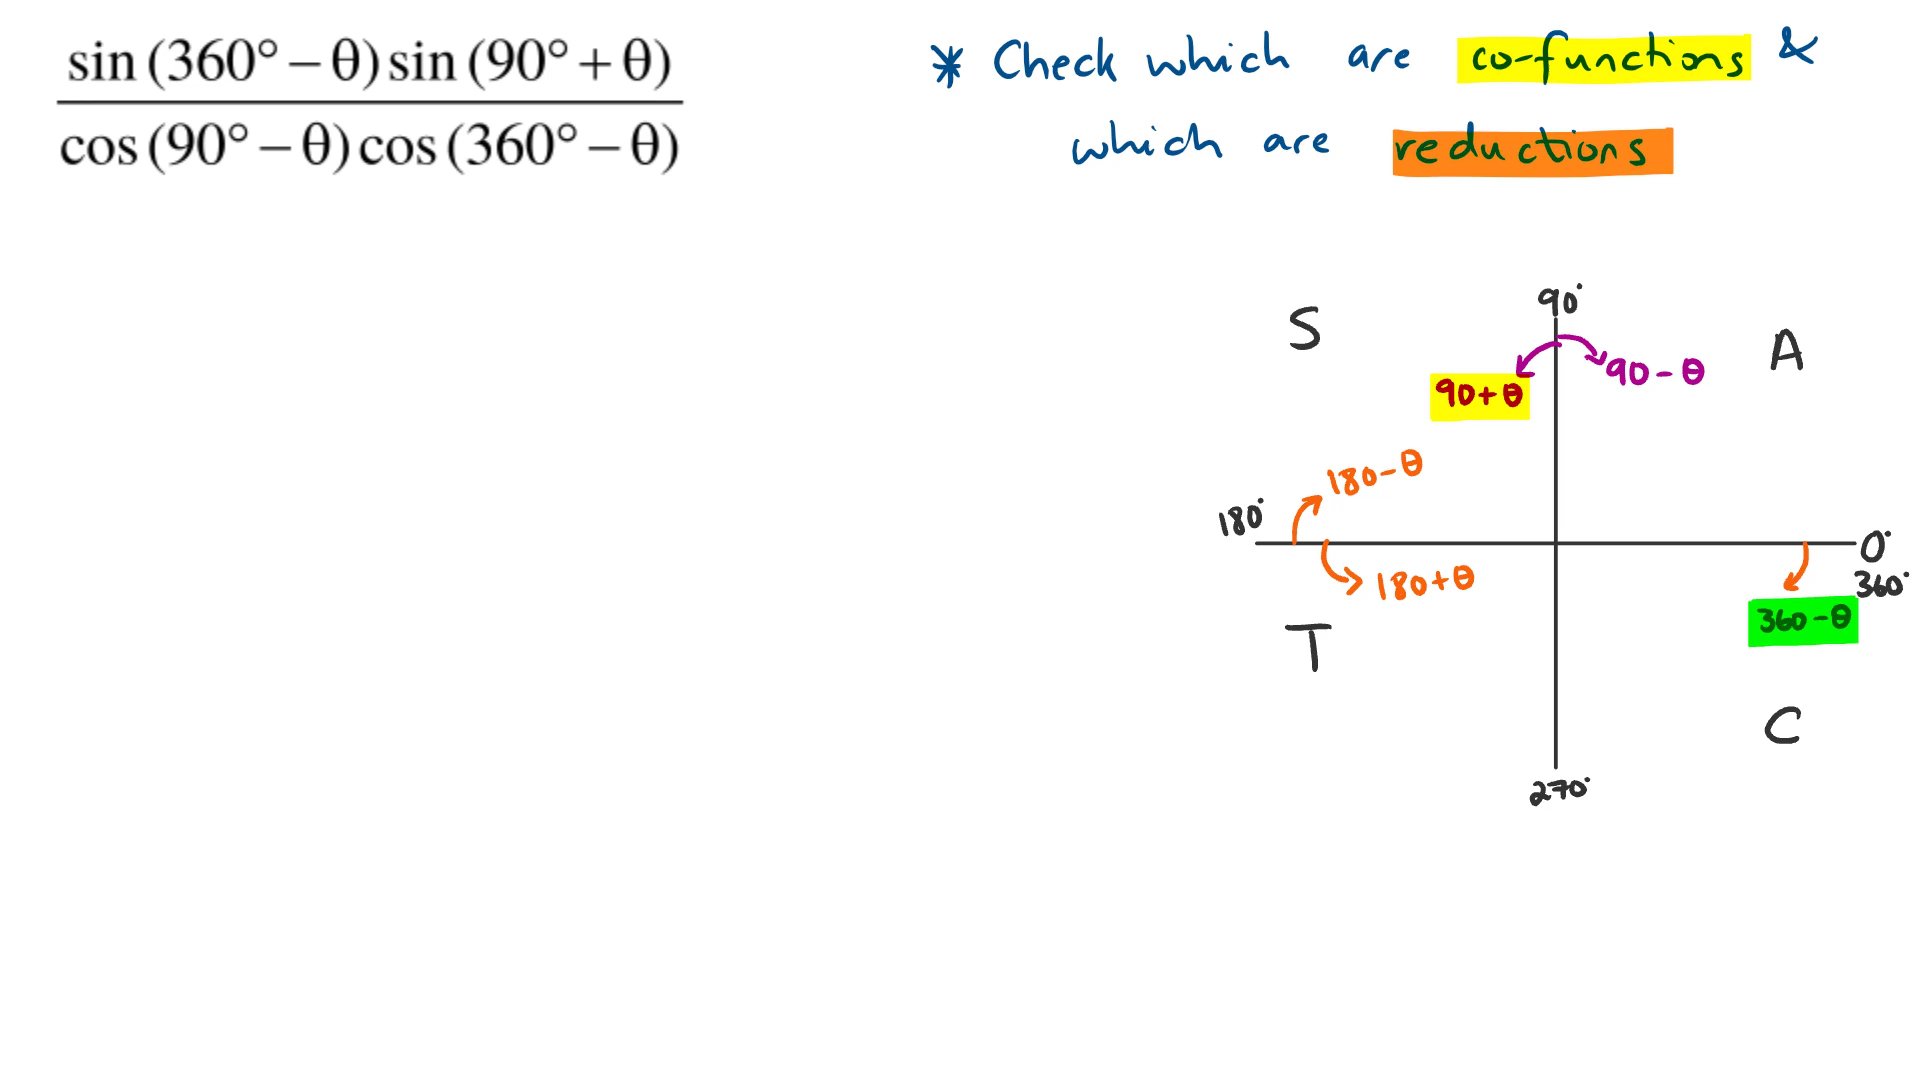 sin (360° – θ) sin (90° + θ)
cos (90° – θ) cos (360° – θ)
* Check which are co-functions &
which are reductions
90°
S
A
90 - θ
90 + θ
180 - θ
180°
0°
360°
180 + θ
360 - θ
T
C
270°